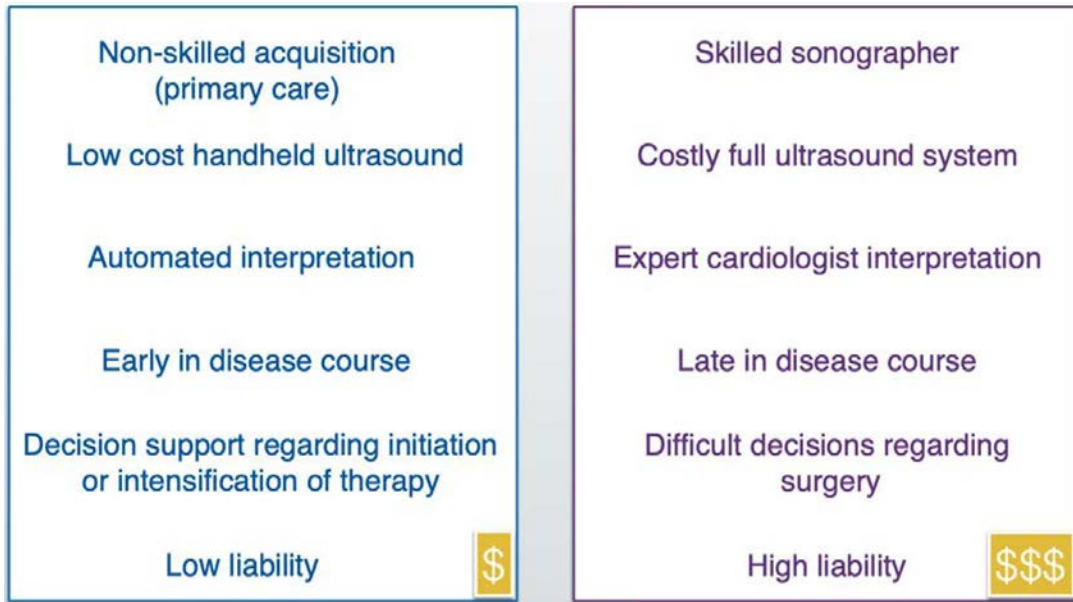 Non-skilled acquisition
(primary care)
Low cost handheld ultrasound
Automated interpretation
Early in disease course
Decision support regarding initiation
or intensification of therapy
Low liability
$
Skilled sonographer
Costly full ultrasound system
Expert cardiologist interpretation
Late in disease course
Difficult decisions regarding
surgery
High liability
$$$